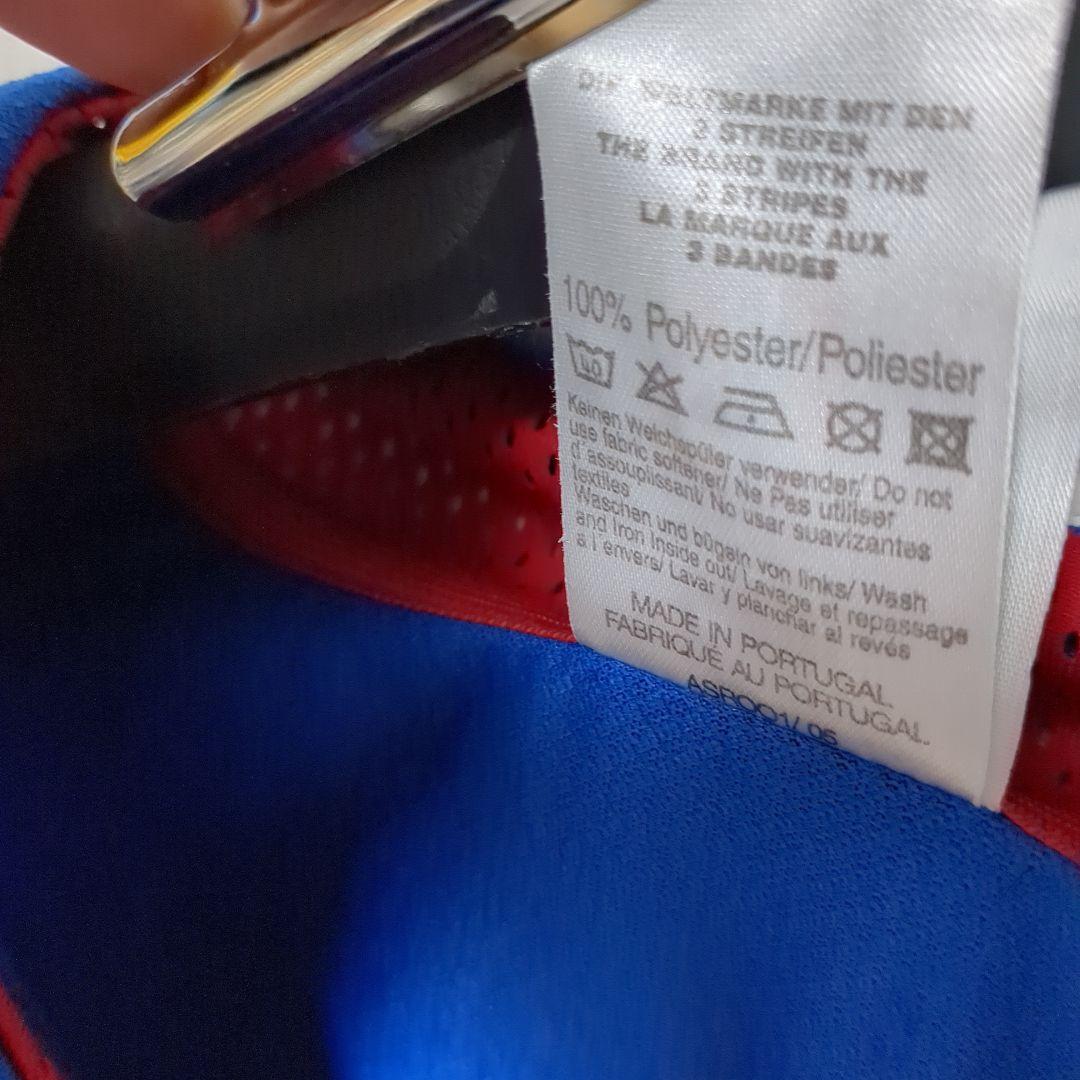 DIE WELTMARKE MIT DEN
3 STREIFEN
THE BRAND WITH THE
3 STRIPES
LA MARQUE AUX
3 BANDES
100% Polyester/Poliester
40
Keinen Weichspüler verwenden/ Do not
use fabric softener/ Ne Pas utiliser
d'assouplissant/ No usar suavizantes
textiles
Waschen und bügeln von links/ Wash
and Iron Inside out/ Lavage et repassage
à l'envers/ Lavar y planchar al revés
MADE IN PORTUGAL
FABRIQUÉ AU PORTUGAL